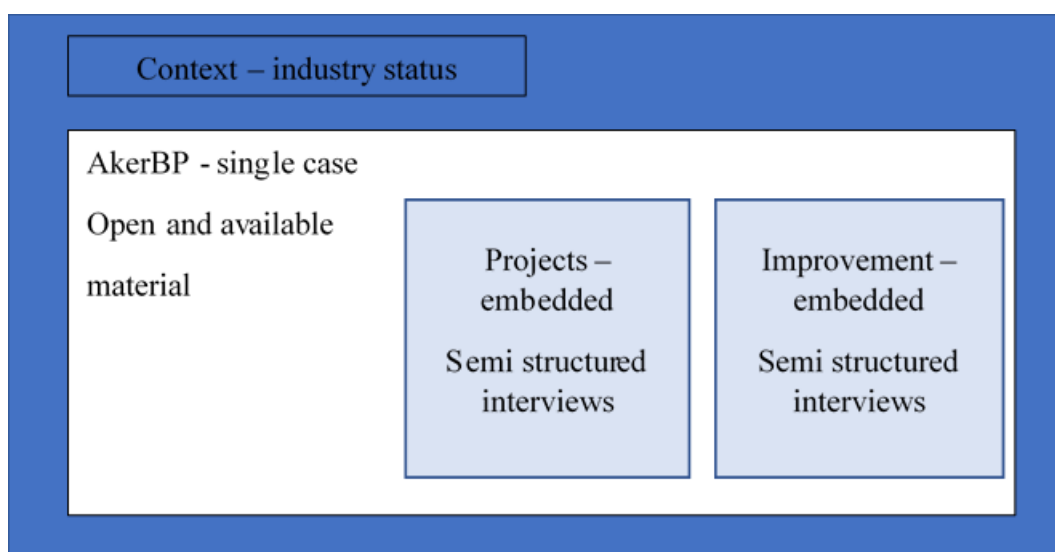 Context – industry status
AkerBP - single case
Open and available
material
Projects –
embedded
Semi structured
interviews
Improvement –
embedded
Semi structured
interviews